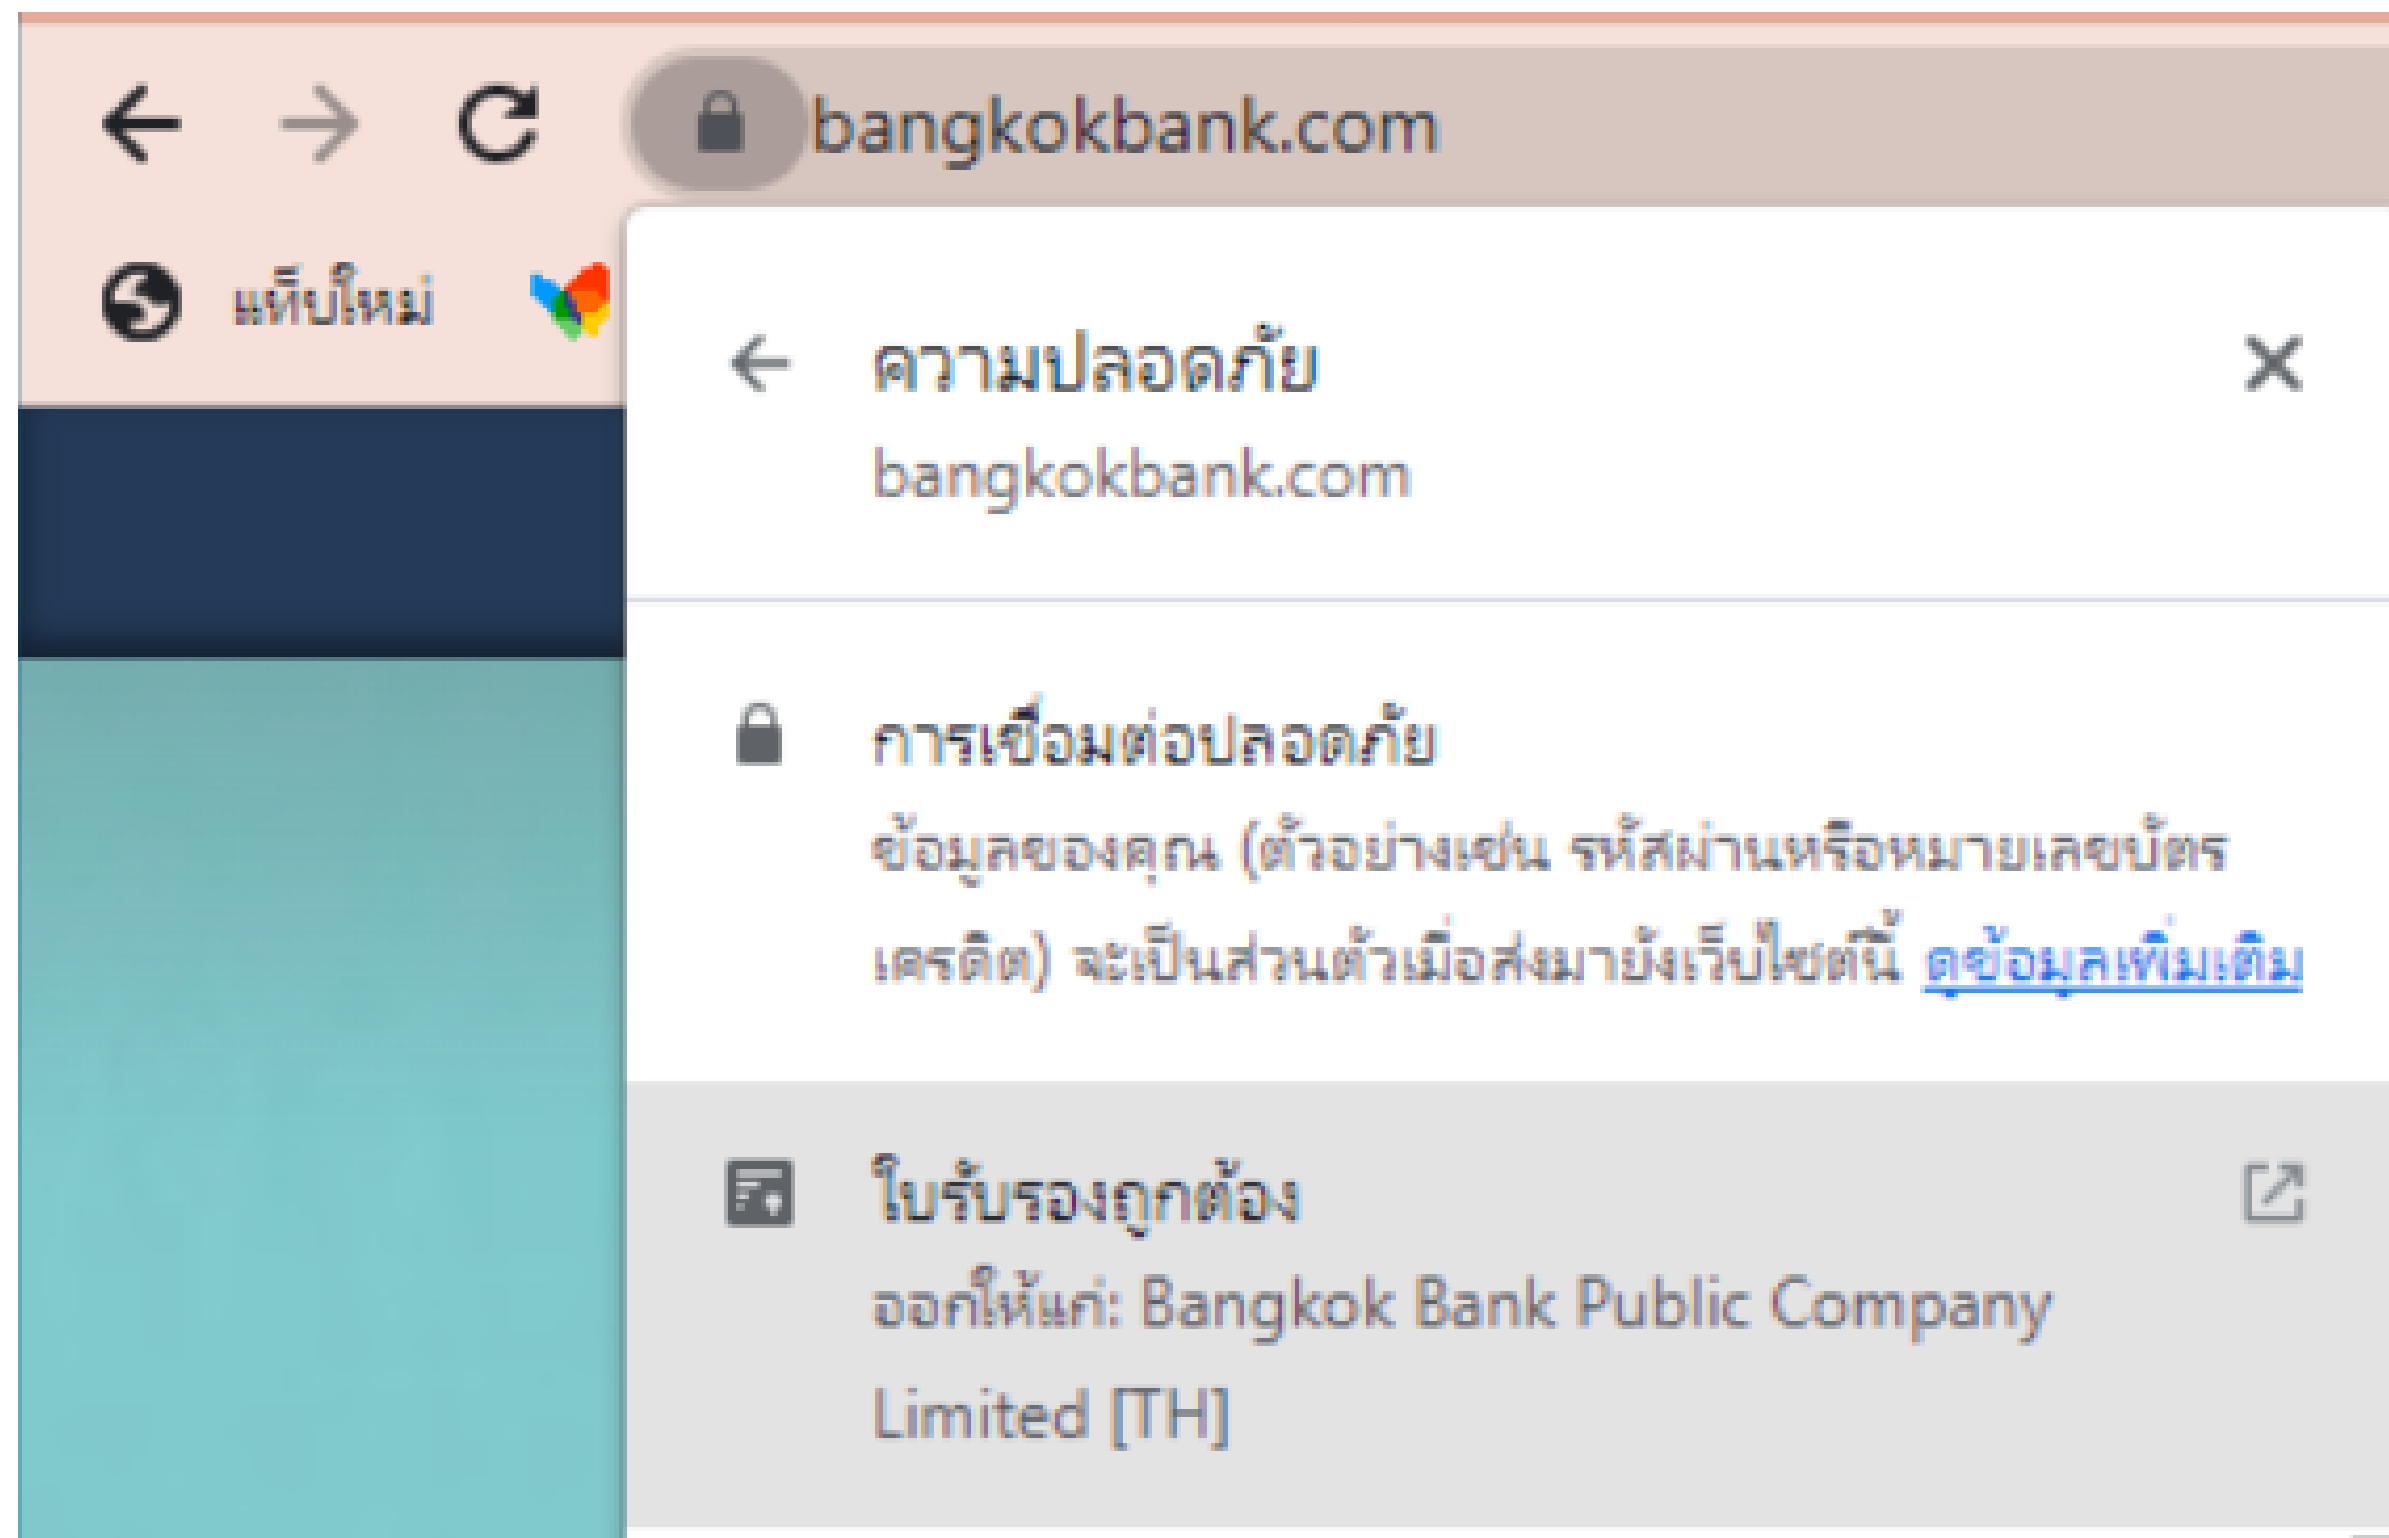 bangkokbank.com
แท็บใหม่
ความปลอดภัย
bangkokbank.com
การเชื่อมต่อปลอดภัย
ข้อมูลของคุณ (ตัวอย่างเช่น รหัสผ่านหรือหมายเลขบัตร
เครดิต) จะเป็นส่วนตัวเมื่อส่งมายังเว็บไซต์นี้ ดูข้อมูลเพิ่มเติม
ใบรับรองถูกต้อง
ออกให้แก่: Bangkok Bank Public Company
Limited [TH]